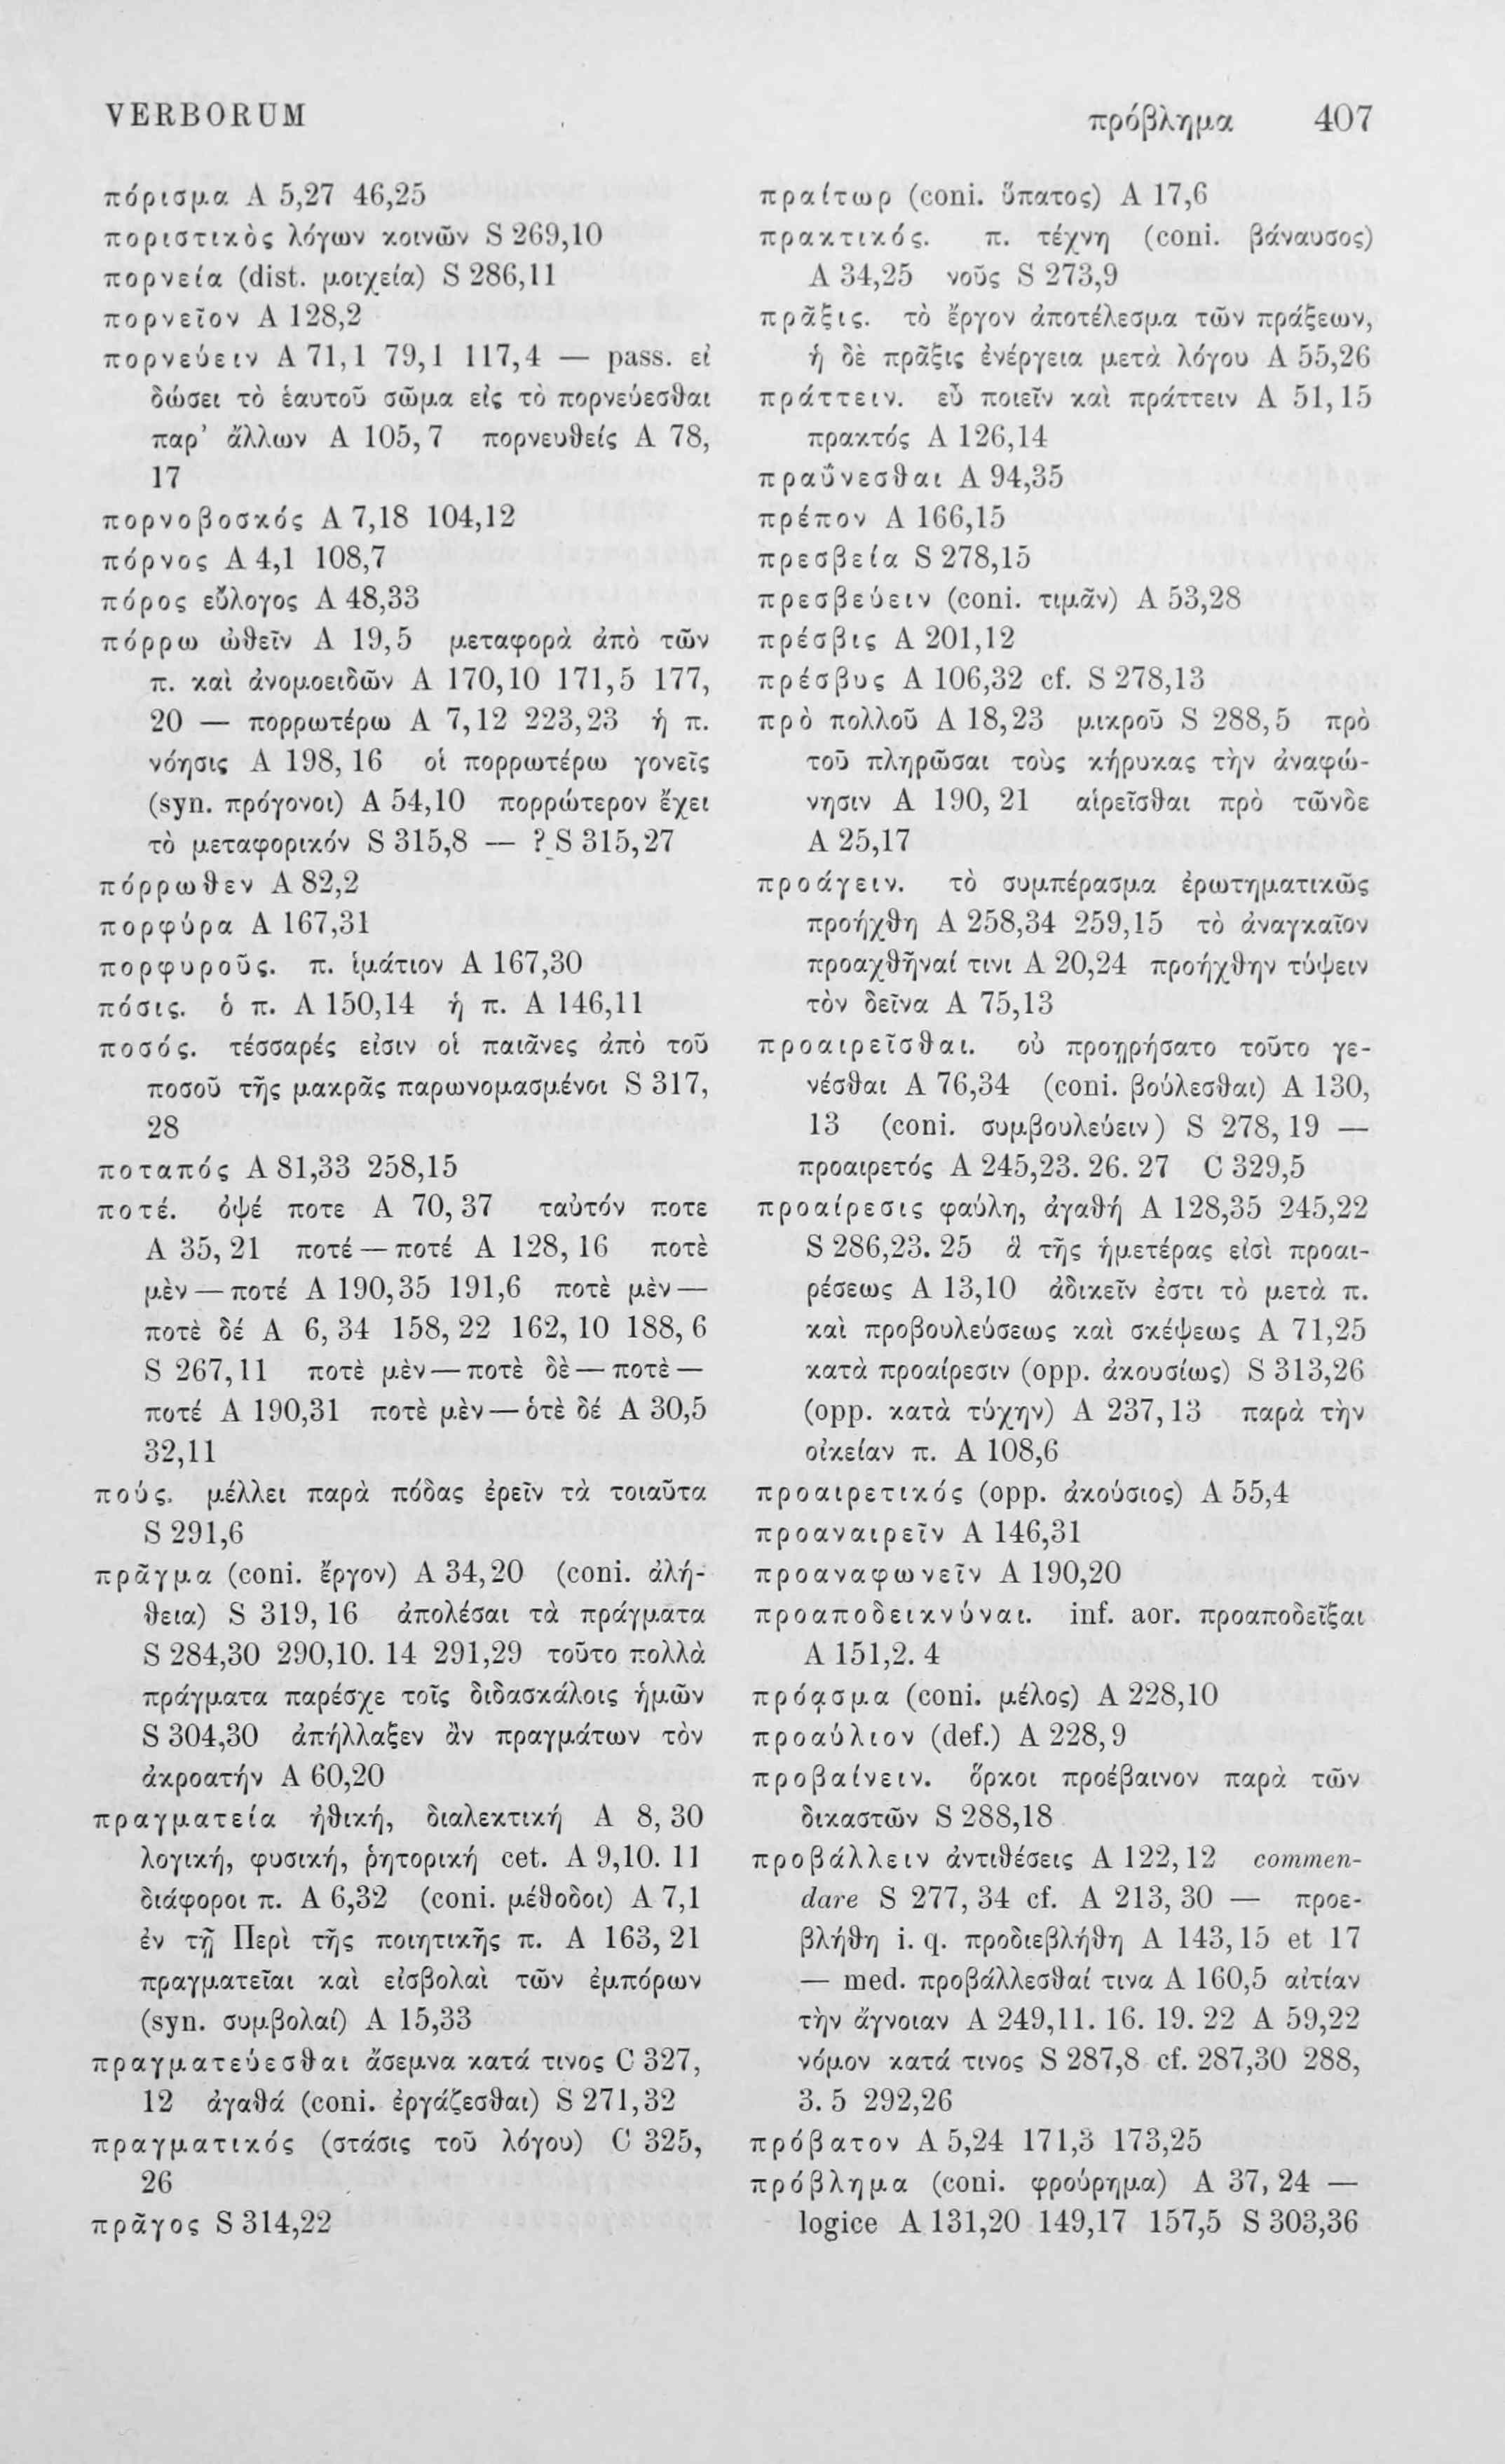 VERBORUM
πρόβλημα 407
πόρισμα A 5,27 46,25
ποριστικὸς λόγων κοινῶν S 269,10
πορνεία (dist. μοιχεία) S 286,11
πορνεῖον A 128,2
πορνεύειν A 71,1 79,1 117,4 — pass. εἰ
δώσει τὸ ἑαυτοῦ σῶμα εἰς τὸ πορνεύεσθαι
παρ’ ἄλλων A 105,7 πορνευθείς A 78,
17
πορνοβοσκός A 7,18 104,12
πόρνος A 4,1 108,7
πόρος εὔλογος A 48,33
πόρρω ὠθεῖν A 19,5 μεταφορὰ ἀπὸ τῶν
π. καὶ ἀνομοειδῶν A 170,10 171,5 177,
20 — πορρωτέρω A 7,12 223,23 ἡ π.
νόησις A 198,16 οἱ πορρωτέρω γονεῖς
(syn. πρόγονοι) A 54,10 πορρώτερον ἔχει
τὸ μεταφορικόν S 315,8 — ? S 315,27
πόρρωθεν A 82,2
πορφύρα A 167,31
πορφυροῦς. π. ἱμάτιον A 167,30
πόσις. ὁ π. A 150,14 ἡ π. A 146,11
ποσός. τέσσαρές εἰσιν οἱ παιᾶνες ἀπὸ τοῦ
ποσοῦ τῆς μακρᾶς παρωνομασμένοι S 317,
28
ποταπός A 81,33 258,15
ποτέ. ὀψέ ποτε A 70,37 ταὐτόν ποτε
A 35,21 ποτέ — ποτέ A 128,16 ποτὲ
μὲν — ποτέ A 190,35 191,6 ποτὲ μὲν —
ποτὲ δέ A 6,34 158,22 162,10 188,6
S 267,11 ποτὲ μὲν — ποτὲ δὲ — ποτὲ —
ποτέ A 190,31 ποτὲ μὲν — ὁτὲ δέ A 30,5
32,11
πούς. μέλλει παρὰ πόδας ἐρεῖν τὰ τοιαῦτα
S 291,6
πρᾶγμα (coni. ἔργον) A 34,20 (coni. ἀλή-
θεια) S 319,16 ἀπολέσαι τὰ πράγματα
S 284,30 290,10. 14 291,29 τοῦτο πολλὰ
πράγματα παρέσχε τοῖς διδασκάλοις ἡμῶν
S 304,30 ἀπήλλαξεν ἂν πραγμάτων τὸν
ἀκροατήν A 60,20
πραγματεία ἠθική, διαλεκτική A 8,30
λογική, φυσική, ῥητορική cet. A 9,10. 11
διάφοροι π. A 6,32 (coni. μέθοδοι) A 7,1
ἐν τῇ Περὶ τῆς ποιητικῆς π. A 163,21
πραγματεῖαι καὶ εἰσβολαὶ τῶν ἐμπόρων
(syn. συμβολαί) A 15,33
πραγματεύεσθαι ἄσεμνα κατά τινος C 327,
12 ἀγαθά (coni. ἐργάζεσθαι) S 271,32
πραγματικός (στάσις τοῦ λόγου) C 325,
26
πρᾶγος S 314,22
πραίτωρ (coni. ὕπατος) A 17,6
πρακτικός. π. τέχνη (coni. βάναυσος)
A 34,25 νοῦς S 273,9
πρᾶξις. τὸ ἔργον ἀποτέλεσμα τῶν πράξεων,
ἡ δὲ πρᾶξις ἐνέργεια μετὰ λόγου A 55,26
πράττειν. εὖ ποιεῖν καὶ πράττειν A 51,15
πρακτός A 126,14
πραΰνεσθαι A 94,35
πρέπον A 166,15
πρεσβεία S 278,15
πρεσβεύειν (coni. τιμᾶν) A 53,28
πρέσβις A 201,12
πρέσβυς A 106,32 cf. S 278,13
πρὸ πολλοῦ A 18,23 μικροῦ S 288,5 πρὸ
τοῦ πληρῶσαι τοὺς κήρυκας τὴν ἀναφώ-
νησιν A 190,21 αἱρεῖσθαι πρὸ τῶνδε
A 25,17
προάγειν. τὸ συμπέρασμα ἐρωτηματικῶς
προήχθη A 258,34 259,15 τὸ ἀναγκαῖον
προαχθῆναί τινι A 20,24 προήχθην τύψειν
τὸν δεῖνα A 75,13
προαιρεῖσθαι. οὐ προῃρήσατο τοῦτο γε-
νέσθαι A 76,34 (coni. βούλεσθαι) A 130,
13 (coni. συμβουλεύειν) S 278,19 —
προαιρετός A 245,23. 26. 27 C 329,5
προαίρεσις φαύλη, ἀγαθή A 128,35 245,22
S 286,23. 25 ἃ τῆς ἡμετέρας εἰσὶ προαι-
ρέσεως A 13,10 ἀδικεῖν ἐστι τὸ μετὰ π.
καὶ προβουλεύσεως καὶ σκέψεως A 71,25
κατὰ προαίρεσιν (opp. ἀκουσίως) S 313,26
(opp. κατὰ τύχην) A 237,13 παρὰ τὴν
οἰκείαν π. A 108,6
προαιρετικός (opp. ἀκούσιος) A 55,4
προαναιρεῖν A 146,31
προαναφωνεῖν A 190,20
προαποδεικνύναι. inf. aor. προαποδεῖξαι
A 151,2. 4
πρόᾳσμα (coni. μέλος) A 228,10
προαύλιον (def.) A 228,9
προβαίνειν. ὅρκοι προέβαινον παρὰ τῶν
δικαστῶν S 288,18
προβάλλειν ἀντιθέσεις A 122,12 commen-
dare S 277,34 cf. A 213,30 — προε-
βλήθη i. q. προδιεβλήθη A 143,15 et 17
— med. προβάλλεσθαί τινα A 160,5 αἰτίαν
τὴν ἄγνοιαν A 249,11. 16. 19. 22 A 59,22
νόμον κατά τινος S 287,8 cf. 287,30 288,
3. 5 292,26
πρόβατον A 5,24 171,3 173,25
πρόβλημα (coni. φρούρημα) A 37,24 —
logice A 131,20 149,17 157,5 S 303,36